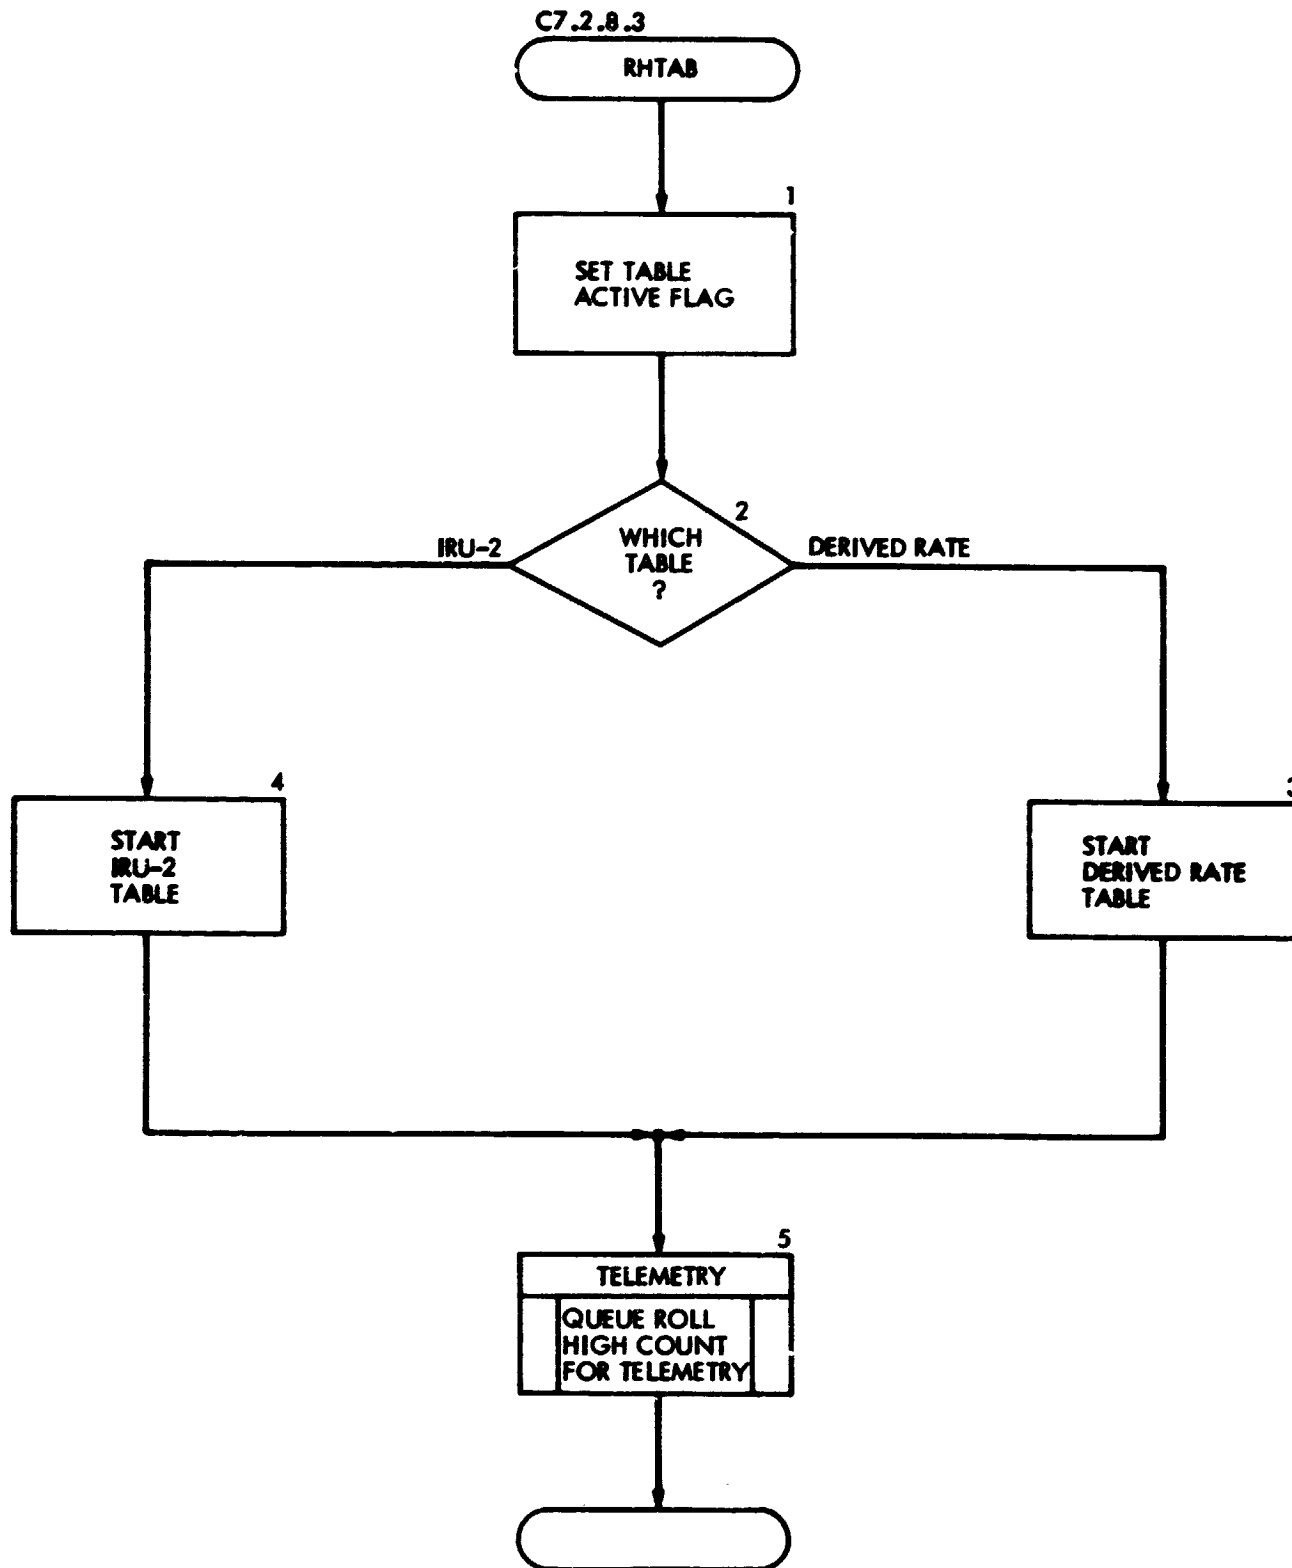 C7.2.8.3
RHTAB
1
SET TABLE
ACTIVE FLAG
2
WHICH
TABLE
?
IRU-2
DERIVED RATE
4
START
IRU-2
TABLE
3
START
DERIVED RATE
TABLE
5
TELEMETRY
QUEUE ROLL
HIGH COUNT
FOR TELEMETRY